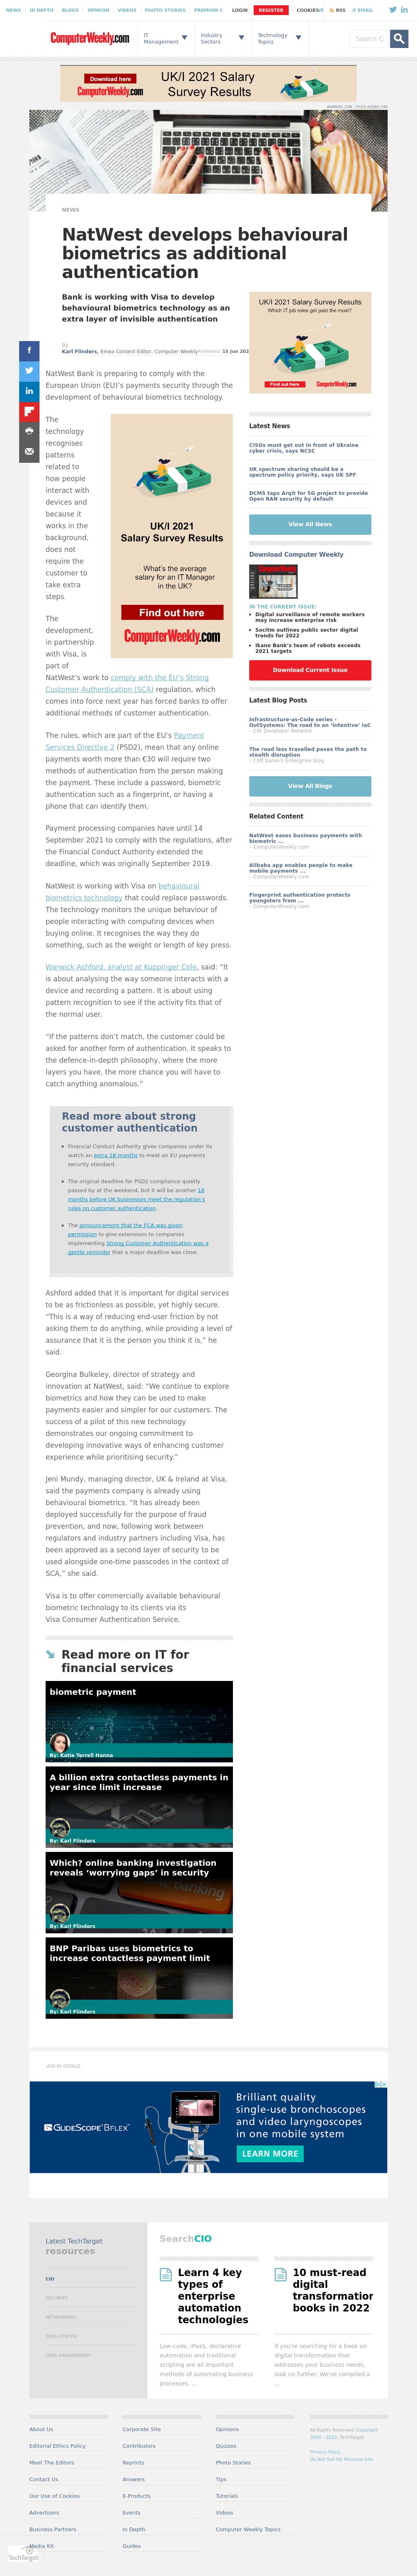 NEWS IN DEPTH BLOGS OPINION VIDEOS PHOTO STORIES PREMIUM C LOGIN REGISTER COOKIES RSS EMAIL
ComputerWeekly.com
IT Management
Industry Sectors
Technology Topics
Search C
Download here
ComputerWeekly.com
UK/I 2021 Salary
Survey Results
NEWS
NatWest develops behavioural
biometrics as additional
authentication
Bank is working with Visa to develop
behavioural biometrics technology as an
extra layer of invisible authentication
By
Karl Flinders, Emea Content Editor, Computer Weekly
Published: 15 Jun 202
NatWest Bank is preparing to comply with the
European Union (EU)’s payments security through the
development of behavioural biometrics technology.
The
technology
recognises
patterns
related to
how people
interact with
devices and
because it
works in the
background,
does not
require the
customer to
take extra
steps.
UK/I 2021
Salary Survey Results
What's the average
salary for an IT Manager
in the UK?
Find out here
ComputerWeekly.com
The
development,
in partnership
with Visa, is
part of
NatWest’s work to comply with the EU’s Strong
Customer Authentication (SCA) regulation, which
comes into force next year has forced banks to offer
additional methods of customer authentication.
The rules, which are part of the EU’s Payment
Services Directive 2 (PSD2), mean that any online
payments worth more than €30 will require two
methods of authentication from the person making
the payment. These include a password, biometric
authentication such as a fingerprint, or having a
phone that can identify them.
Payment processing companies have until 14
September 2021 to comply with the regulations, after
the Financial Conduct Authority extended the
deadline, which was originally September 2019.
NatWest is working with Visa on behavioural
biometrics technology that could replace passwords.
The technology monitors the unique behaviour of
people interacting with computing devices when
buying online. It recognises the way they do
something, such as the weight or length of key press.
Warwick Ashford, analyst at Kuppinger Cole, said: “It
is about analysing the way someone interacts with a
device and recording a pattern. It is about using
pattern recognition to see if the activity fits that of
the normal user.
“If the patterns don’t match, the customer could be
asked for another form of authentication. It speaks to
the defence-in-depth philosophy, where the more
layers you have, the more chance you will have to
catch anything anomalous.”
Read more about strong
customer authentication
Financial Conduct Authority gives companies under its
watch an extra 18 months to meet an EU payments
security standard.
The original deadline for PSD2 compliance quietly
passed by at the weekend, but it will be another 18
months before UK businesses meet the regulation’s
rules on customer authentication.
The announcement that the FCA was given
permission to give extensions to companies
implementing Strong Customer Authentication was a
gentle reminder that a major deadline was close.
Ashford added that it is important for digital services
to be as frictionless as possible, yet highly secure.
“This is a way of reducing end-user friction by not
asking them to do anything, while providing a level of
assurance that it is the person you think it is,” he
said.
Georgina Bulkeley, director of strategy and
innovation at NatWest, said: “We continue to explore
biometrics and how they can be used to make
payments easier and simpler for our customers. The
success of a pilot of this new technology
demonstrates our ongoing commitment to
developing innovative ways of enhancing customer
experience while prioritising security.”
Jeni Mundy, managing director, UK & Ireland at Visa,
said the payments company is already using
behavioural biometrics. “It has already been
deployed successfully for the purpose of fraud
prevention, and now, following work between
regulators and industry partners including Visa, has
been approved as a second layer of security to be
used alongside one-time passcodes in the context of
SCA,” she said.
Visa is to offer commercially available behavioural
biometric technology to its clients via its
Visa Consumer Authentication Service.
Read more on IT for
financial services
biometric payment
By: Katie Terrell Hanna
A billion extra contactless payments in
year since limit increase
By: Karl Flinders
Which? online banking investigation
reveals ‘worrying gaps’ in security
By: Karl Flinders
BNP Paribas uses biometrics to
increase contactless payment limit
By: Karl Flinders
UK/I 2021 Salary Survey Results
Which IT job roles get paid the most?
Find out here
ComputerWeekly.com
Latest News
CISOs must get out in front of Ukraine
cyber crisis, says NCSC
UK spectrum sharing should be a
spectrum policy priority, says UK SPF
DCMS taps Arqit for 5G project to provide
Open RAN security by default
View All News
Download Computer Weekly
IN THE CURRENT ISSUE:
Digital surveillance of remote workers
may increase enterprise risk
Socitm outlines public sector digital
trends for 2022
Ikano Bank’s team of robots exceeds
2021 targets
Download Current Issue
Latest Blog Posts
Infrastructure-as-Code series -
OutSystems: The road to an ‘intentive’ IaC
– CW Developer Network
The road less travelled paves the path to
stealth disruption
– Cliff Saran’s Enterprise blog
View All Blogs
Related Content
NatWest eases business payments with
biometric ...
– ComputerWeekly.com
Alibaba app enables people to make
mobile payments ...
– ComputerWeekly.com
Fingerprint authentication protects
youngsters from ...
– ComputerWeekly.com
-ADS BY GOOGLE
GLIDESCOPE BFLEX
Brilliant quality
single-use bronchoscopes
and video laryngoscopes
in one mobile system
LEARN MORE
Latest TechTarget
resources
CIO
SECURITY
NETWORKING
DATA CENTER
DATA MANAGEMENT
SearchCIO
Learn 4 key
types of
enterprise
automation
technologies
Low-code, iPaaS, declarative
automation and traditional
scripting are all important
methods of automating business
processes. ...
10 must-read
digital
transformation
books in 2022
If you're searching for a book on
digital transformation that
addresses your business needs,
look no further. We've compiled a
...
About Us
Editorial Ethics Policy
Meet The Editors
Contact Us
Our Use of Cookies
Advertisers
Business Partners
Media Kit
Corporate Site
Contributors
Reprints
Answers
E-Products
Events
In Depth
Guides
Opinions
Quizzes
Photo Stories
Tips
Tutorials
Videos
Computer Weekly Topics
All Rights Reserved, Copyright
2000 - 2022, TechTarget
Privacy Policy
Do Not Sell My Personal Info
TechTarget